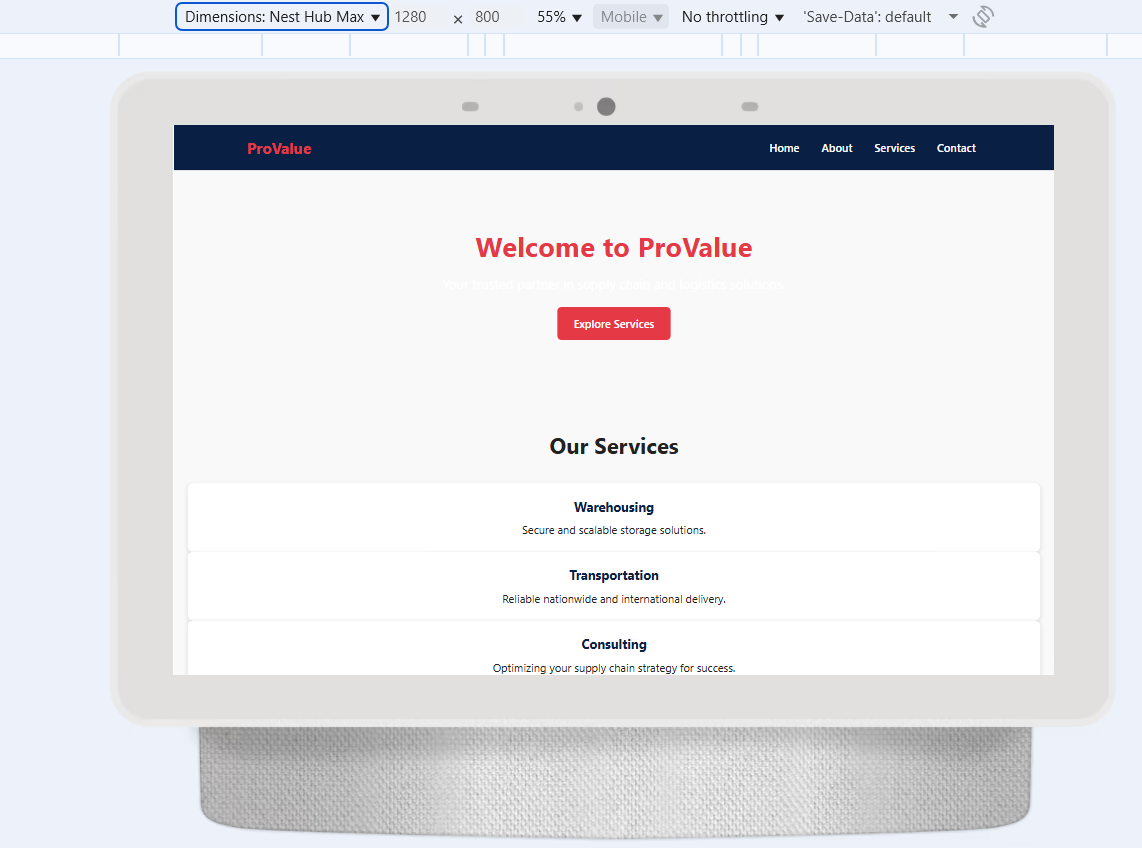 Dimensions: Nest Hub Max ▼ 1280 × 800 55% ▼ Mobile ▼ No throttling ▼ 'Save-Data': default
ProValue Home About Services Contact
Welcome to ProValue
Your trusted partner in supply chain and logistics solutions.
Explore Services
Our Services
Warehousing
Secure and scalable storage solutions.
Transportation
Reliable nationwide and international delivery.
Consulting
Optimizing your supply chain strategy for success.